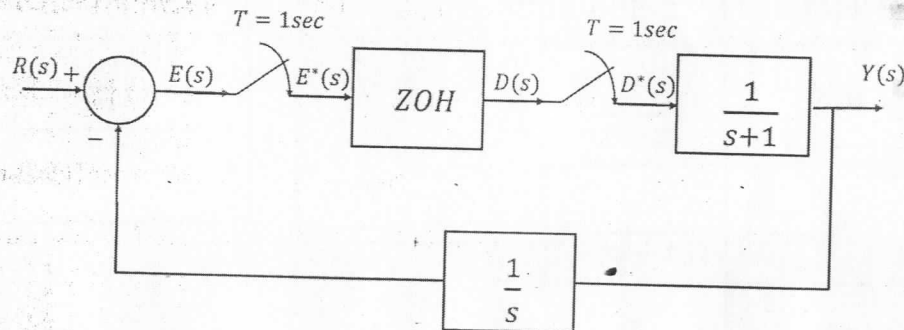 T = 1sec
T = 1sec
R(s) +
E(s)
E*(s)
ZOH
D(s)
D*(s)
1
s+1
Y(s)
−
1
s